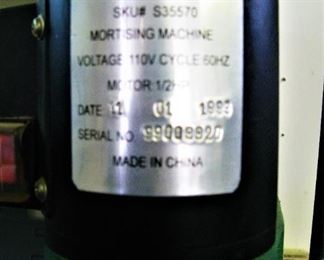 SKU# S35570
MORTISING MACHINE
VOLTAGE 110V CYCLE 60HZ
MOTOR: 1/2HP
DATE 11 01 1999
SERIAL NO
MADE IN CHINA